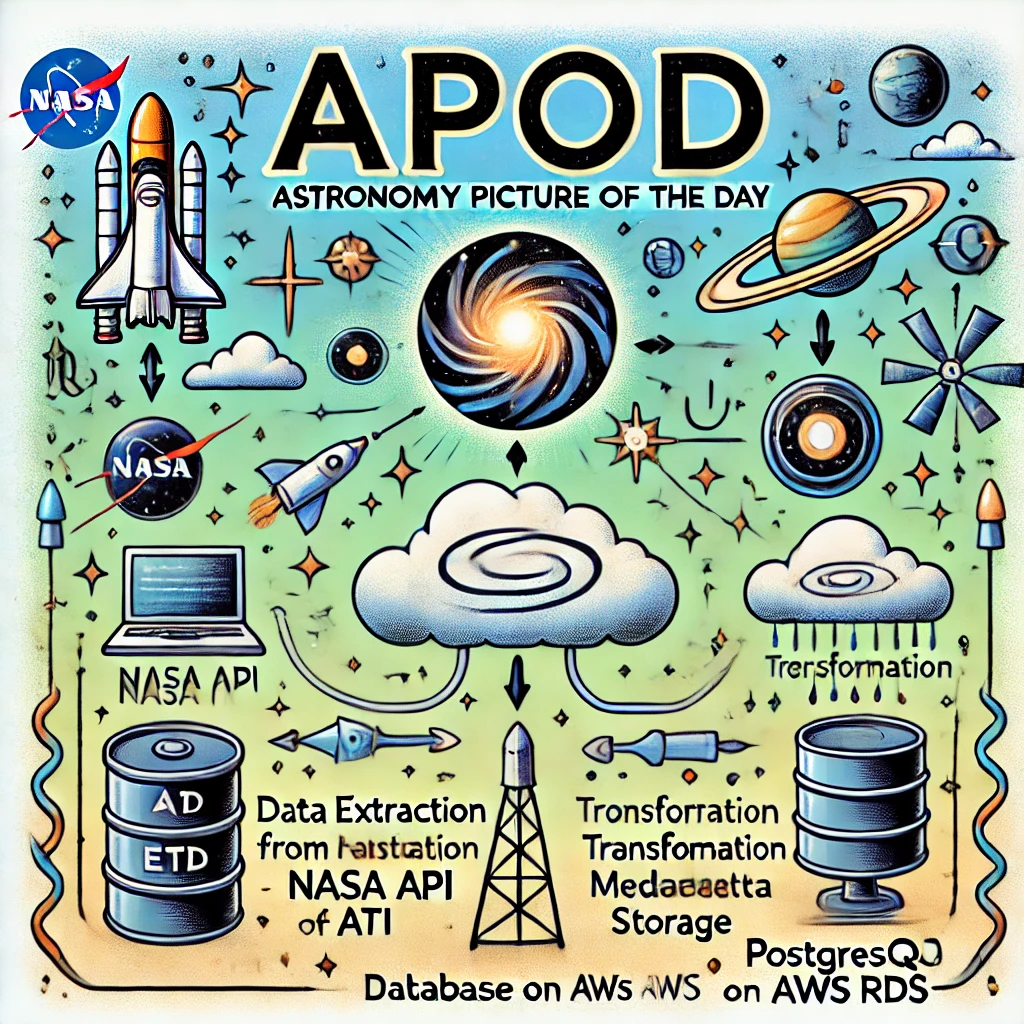 NASA
APOD
ASTRONOMY PICTURE OF THE DAY
NASA
NASA API
Trersformation
AD
ETD
Data Extraction
from
NASA API
of ATI
Tronsforration
Transfomation
Storage
PostgresQ
Database on AWs AWS on AWS RDS